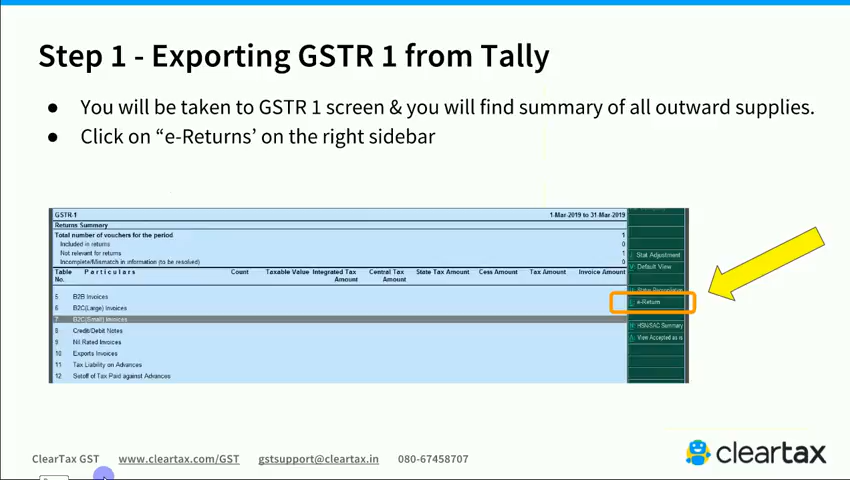 Step 1 - Exporting GSTR 1 from Tally
● You will be taken to GSTR 1 screen & you will find summary of all outward supplies.
● Click on “e-Returns’ on the right sidebar
GSTR-1 1-Mar-2019 to 31-Mar-2019
Returns Summary
Total number of vouchers for the period 1
Included in returns 0
Not relevant for returns 1
Incomplete/Mismatch in information (to be resolved) 0
Table Particulars Count Taxable Value Integrated Tax Central Tax State Tax Amount Cess Amount Tax Amount Invoice Amount
No. Amount Amount
5 B2B Invoices
6 B2C(Large) Invoices
7 B2C(Small) Invoices
8 Credit/Debit Notes
9 Nil Rated Invoices
10 Exports Invoices
11 Tax Liability on Advances
12 Setoff of Tax Paid against Advances
Stat Adjustment
Default View
e-Return
HSN/SAC Summary
View Accepted as is
ClearTax GST www.cleartax.com/GST gstsupport@cleartax.in 080-67458707
cleartax